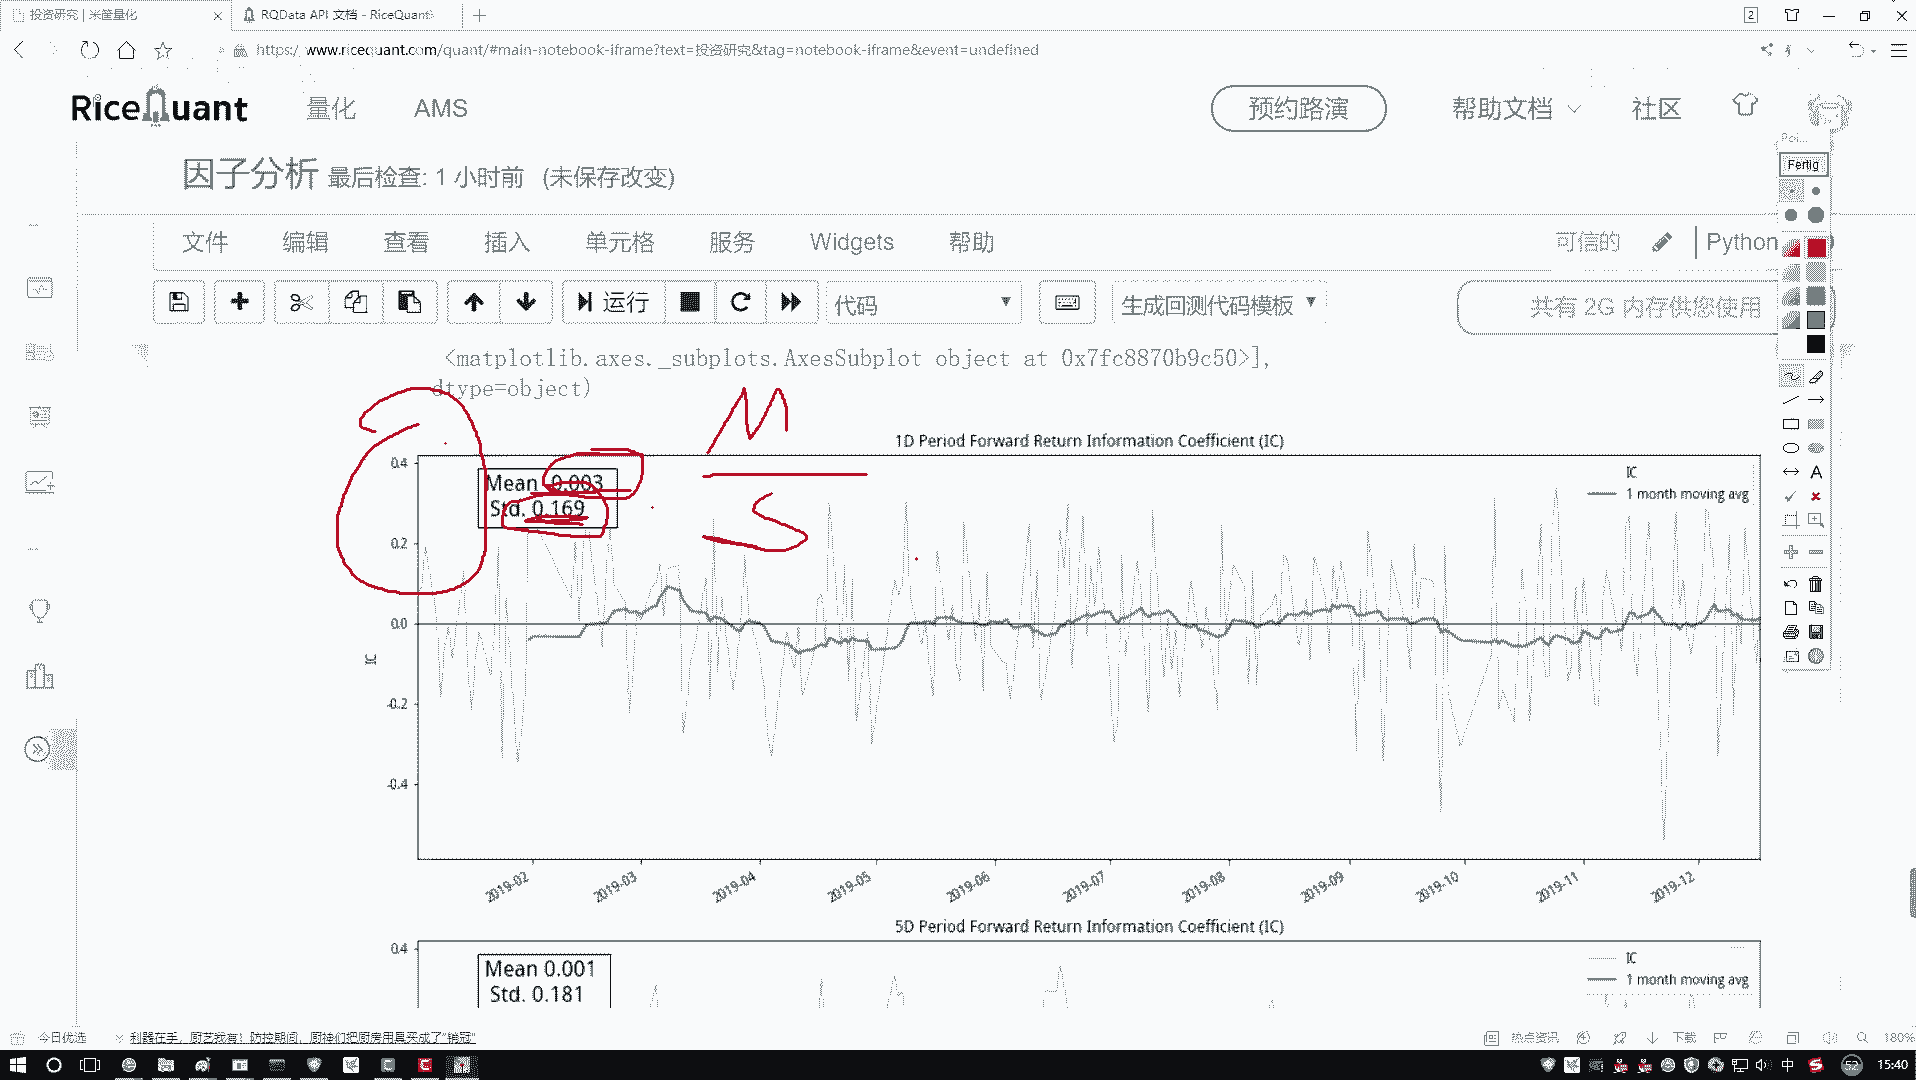 投资研究 | 米筐量化
RQData API 文档 - RiceQuant
2
https:/ www.ricequant.com/quant/#main-notebook-iframe?text=投资研究&tag=notebook-iframe&event=undefined
RiceQuant
量化
AMS
预约路演
帮助文档
社区
因子分析 最后检查: 1 小时前 (未保存改变)
Poi...
Fertig
文件
编辑
查看
插入
单元格
服务
Widgets
帮助
可信的
Python
运行
代码
生成回测代码模板
共有 2G 内存供您使用
<matplotlib.axes._subplots.AxesSubplot object at 0x7fc8870b9c50>],
dtype=object)
M
S
1D Period Forward Return Information Coefficient (IC)
Mean 0.003
Std. 0.169
IC
1 month moving avg
0.4
0.2
0.0
-0.2
-0.4
IC
2019-02
2019-03
2019-04
2019-05
2019-06
2019-07
2019-08
2019-09
2019-10
2019-11
2019-12
5D Period Forward Return Information Coefficient (IC)
0.4
Mean 0.001
Std. 0.181
IC
1 month moving avg
A
今日优选
利器在手，厨艺我有！防控期间，厨神们把厨房用具买成了"销冠"
热点资讯
下载
180%
中
52
15:40